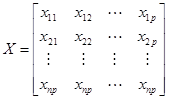 X = [ x11 x12 ⋯ x1p
x21 x22 ⋯ x2p
⋮ ⋮ ⋮ ⋮
xnp xnp ⋯ xnp ]